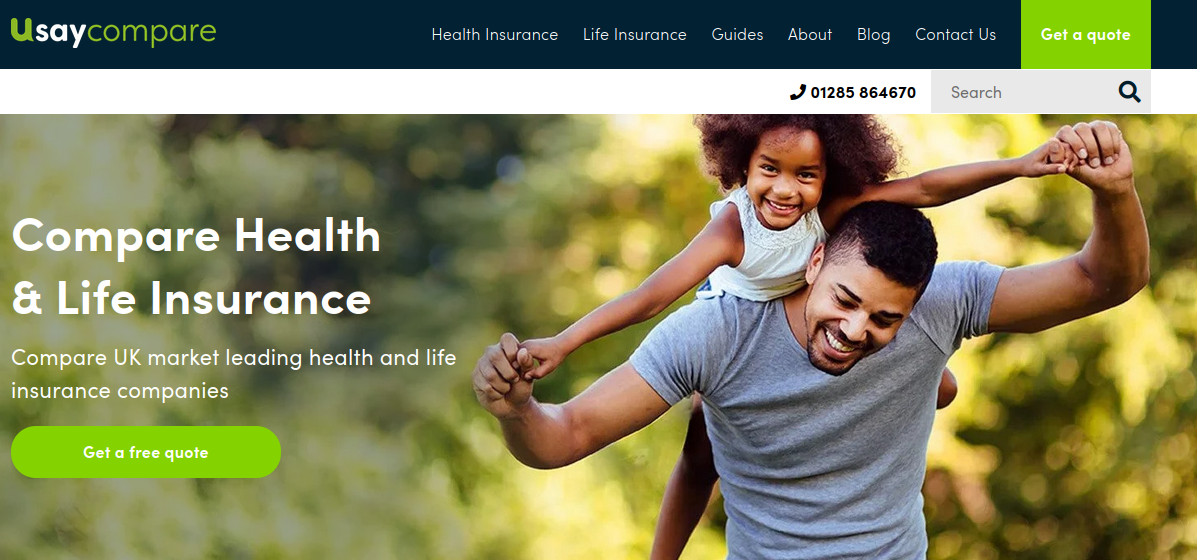 usaycompare
Health Insurance Life Insurance Guides About Blog Contact Us Get a quote
01285 864670 Search
Compare Health
& Life Insurance
Compare UK market leading health and life
insurance companies
Get a free quote